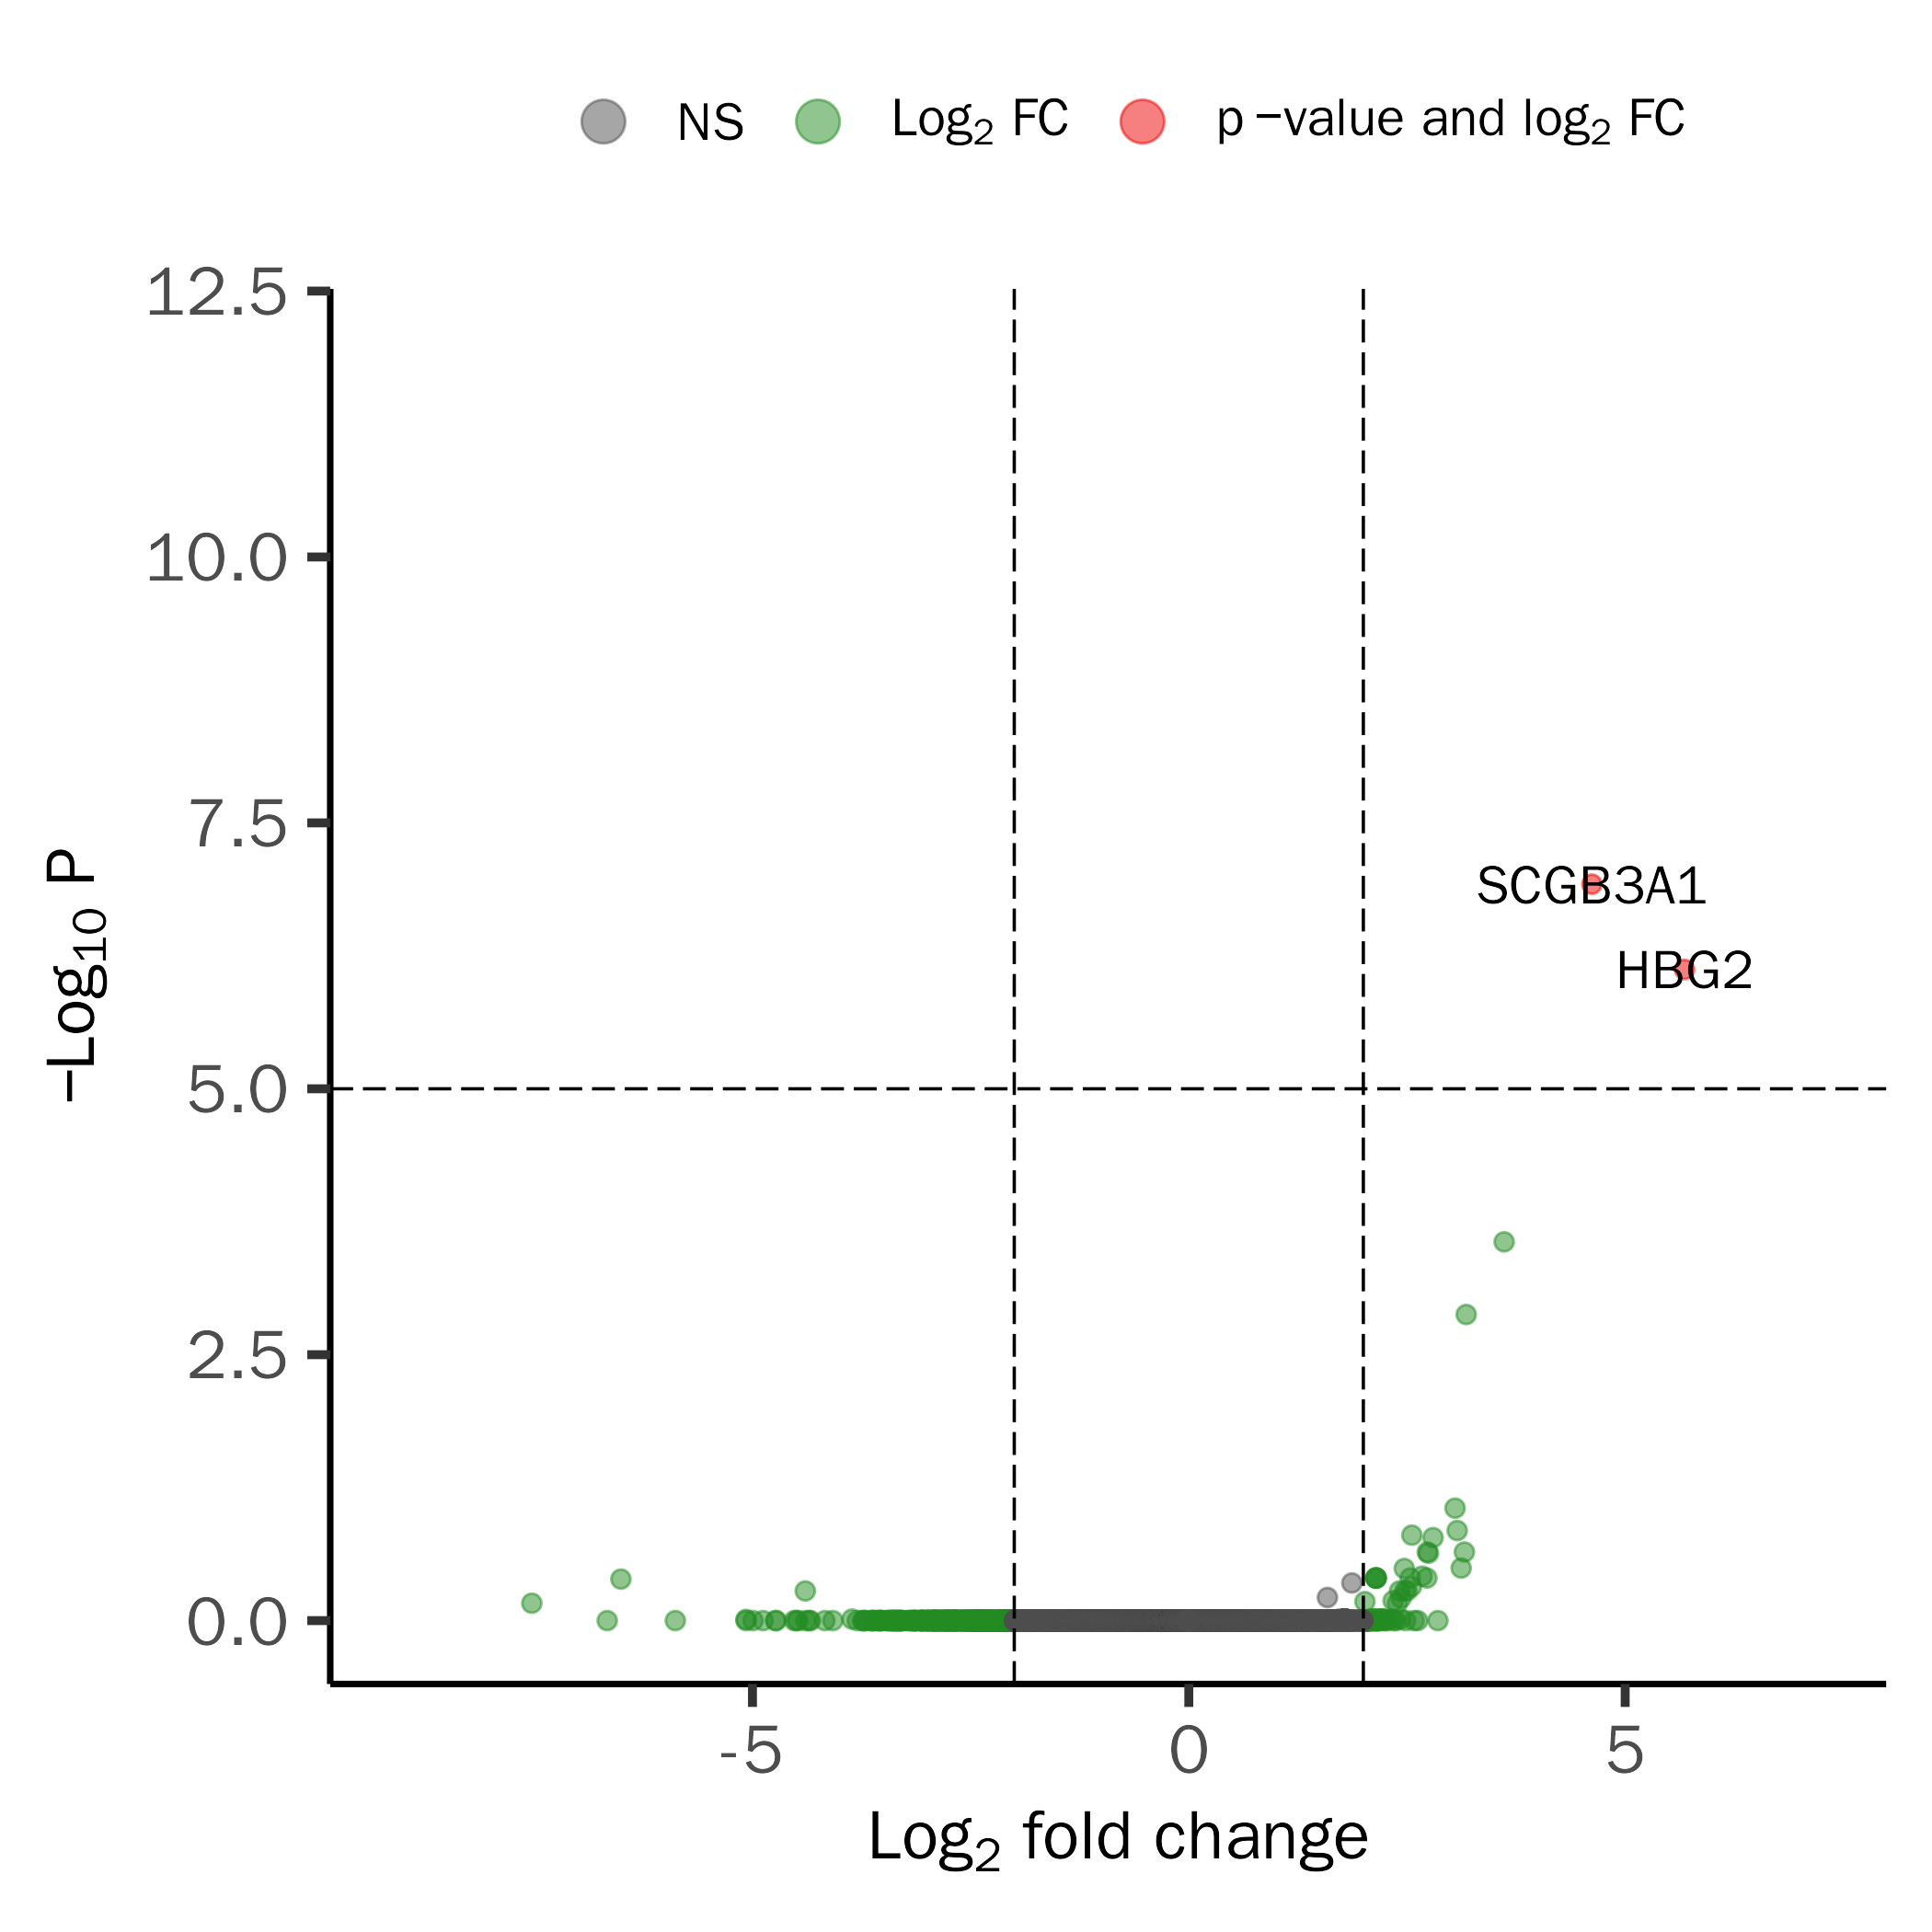 NS Log₂ FC p −value and log₂ FC
12.5
10.0
7.5
5.0
2.5
0.0
−Log₁₀ P
SCGB3A1
HBG2
-5 0 5
Log₂ fold change